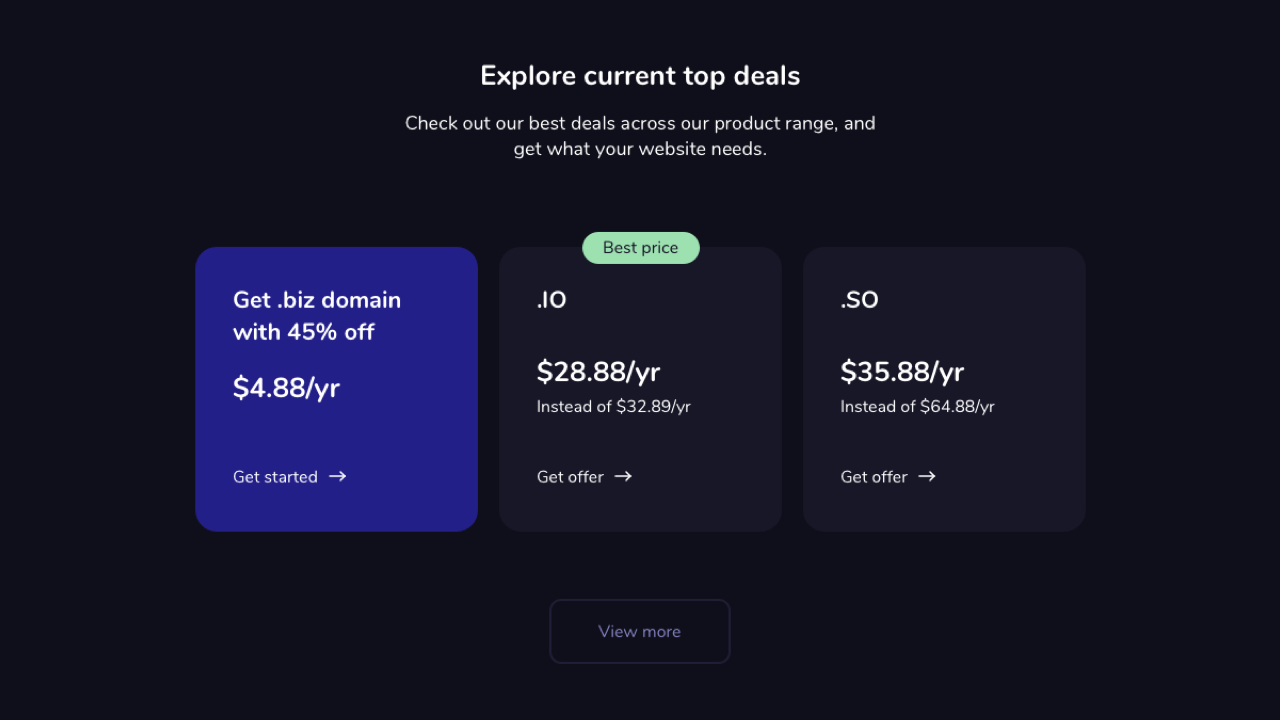 Explore current top deals
Check out our best deals across our product range, and
get what your website needs.
Get .biz domain
with 45% off
$4.88/yr
Get started →
Best price
.IO
$28.88/yr
Instead of $32.89/yr
Get offer →
.SO
$35.88/yr
Instead of $64.88/yr
Get offer →
View more